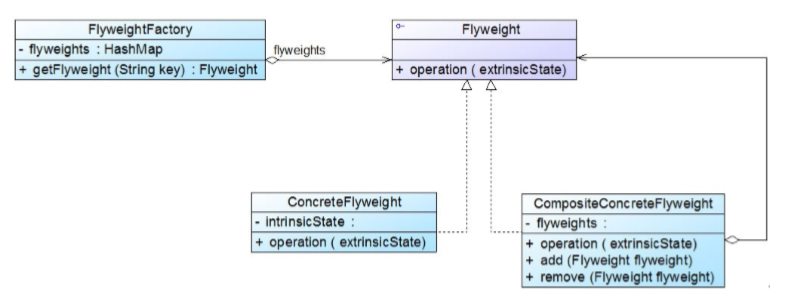 FlyweightFactory
- flyweights : HashMap
+ getFlyweight (String key) : Flyweight
flyweights
Flyweight
+ operation ( extrinsicState)
ConcreteFlyweight
- intrinsicState :
+ operation ( extrinsicState)
CompositeConcreteFlyweight
- flyweights :
+ operation ( extrinsicState)
+ add (Flyweight flyweight)
+ remove (Flyweight flyweight)